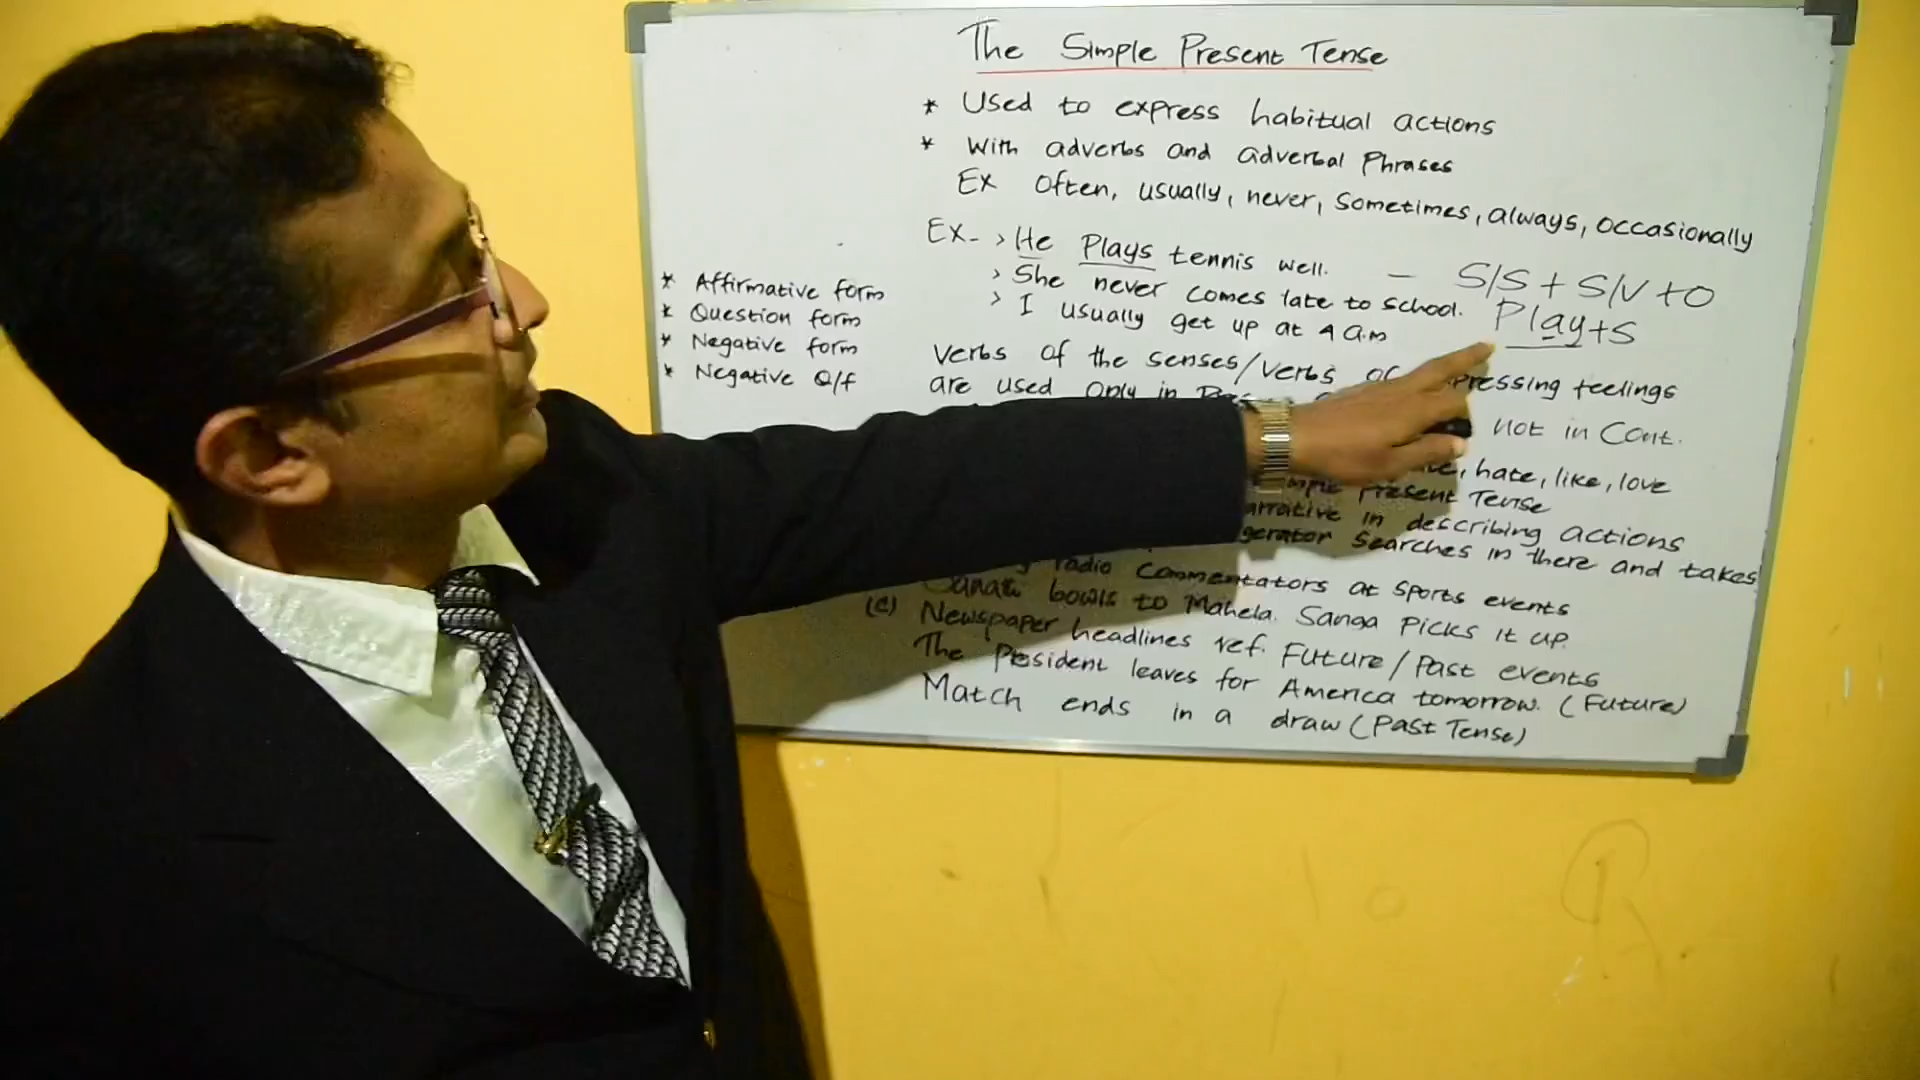 The Simple Present Tense
* Used to express habitual actions
* With adverbs and adverbal Phrases
Ex Often, usually, never, sometimes, always, occasionally
Ex- > He Plays tennis well. - S/S + S/V + O
> She never comes late to school. Play+S
> I usually get up at 4 a.m
* Affirmative form
* Question form
* Negative form
* Negative Q/f
Verbs of the senses/verbs of expressing feelings
are used only in
not in Cont.
hate, like, love
Present Tense
in describing actions
searches in there and takes
radio commentators at sports events
bowls to Mahela. Sanga Picks it up.
(c) Newspaper headlines ref. Future/Past events
The President leaves for America tomorrow. (Future)
Match ends in a draw (Past Tense)